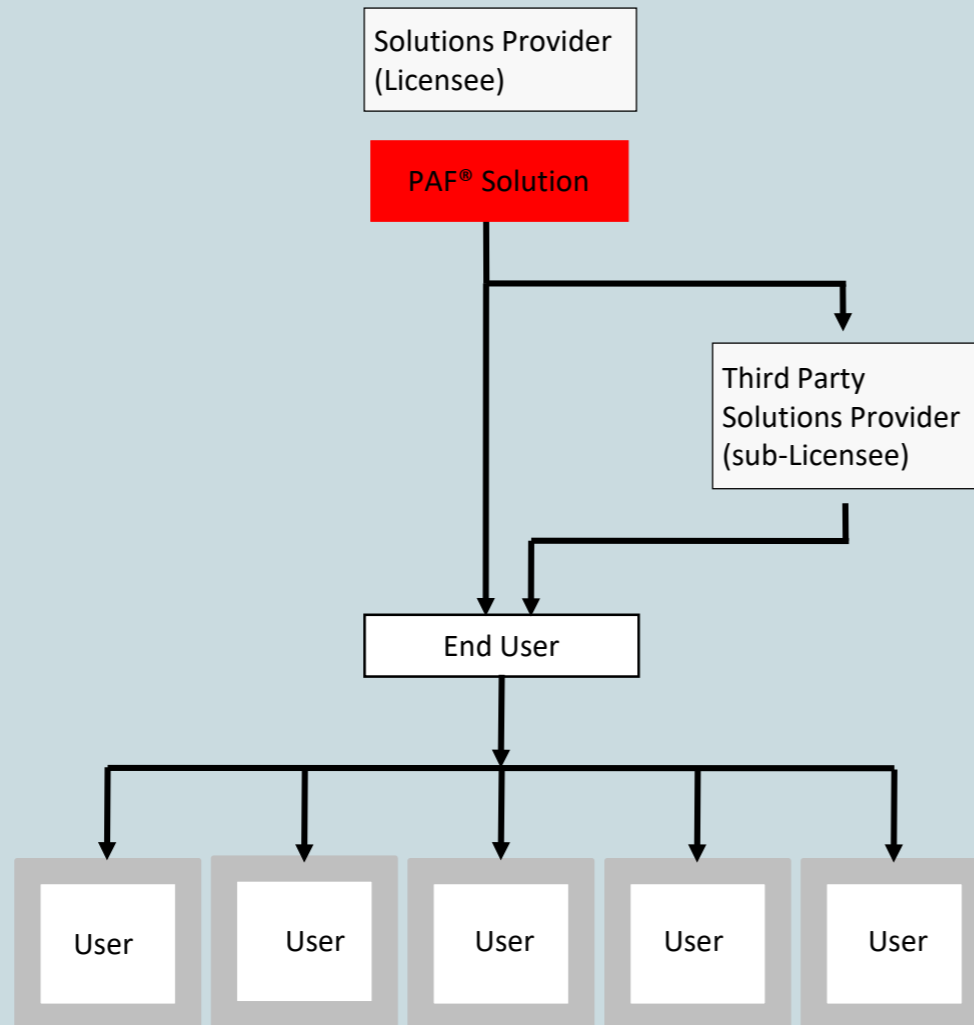 Solutions Provider
(Licensee)
PAF® Solution
Third Party
Solutions Provider
(sub-Licensee)
End User
User
User
User
User
User